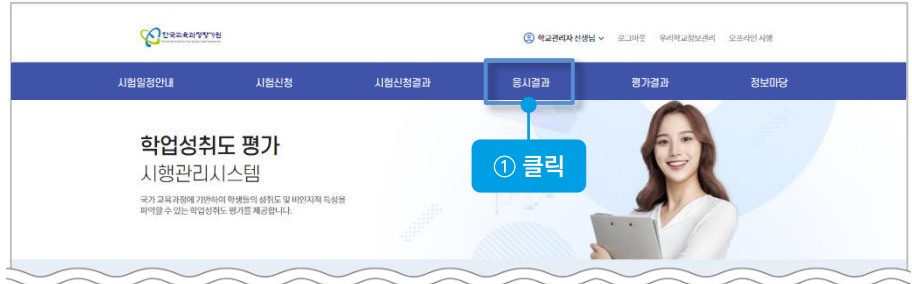 한국교육과정평가원
학교관리자 선생님 로그아웃 우리학교정보관리 오프라인 시행
시험일정안내 시험신청 시험신청결과 응시결과 평가결과 정보마당
① 클릭
학업성취도 평가
시행관리시스템
국가 교육과정에 기반하여 학생들의 성취도 및 비인지적 특성을
파악할 수 있는 학업성취도 평가를 제공합니다.